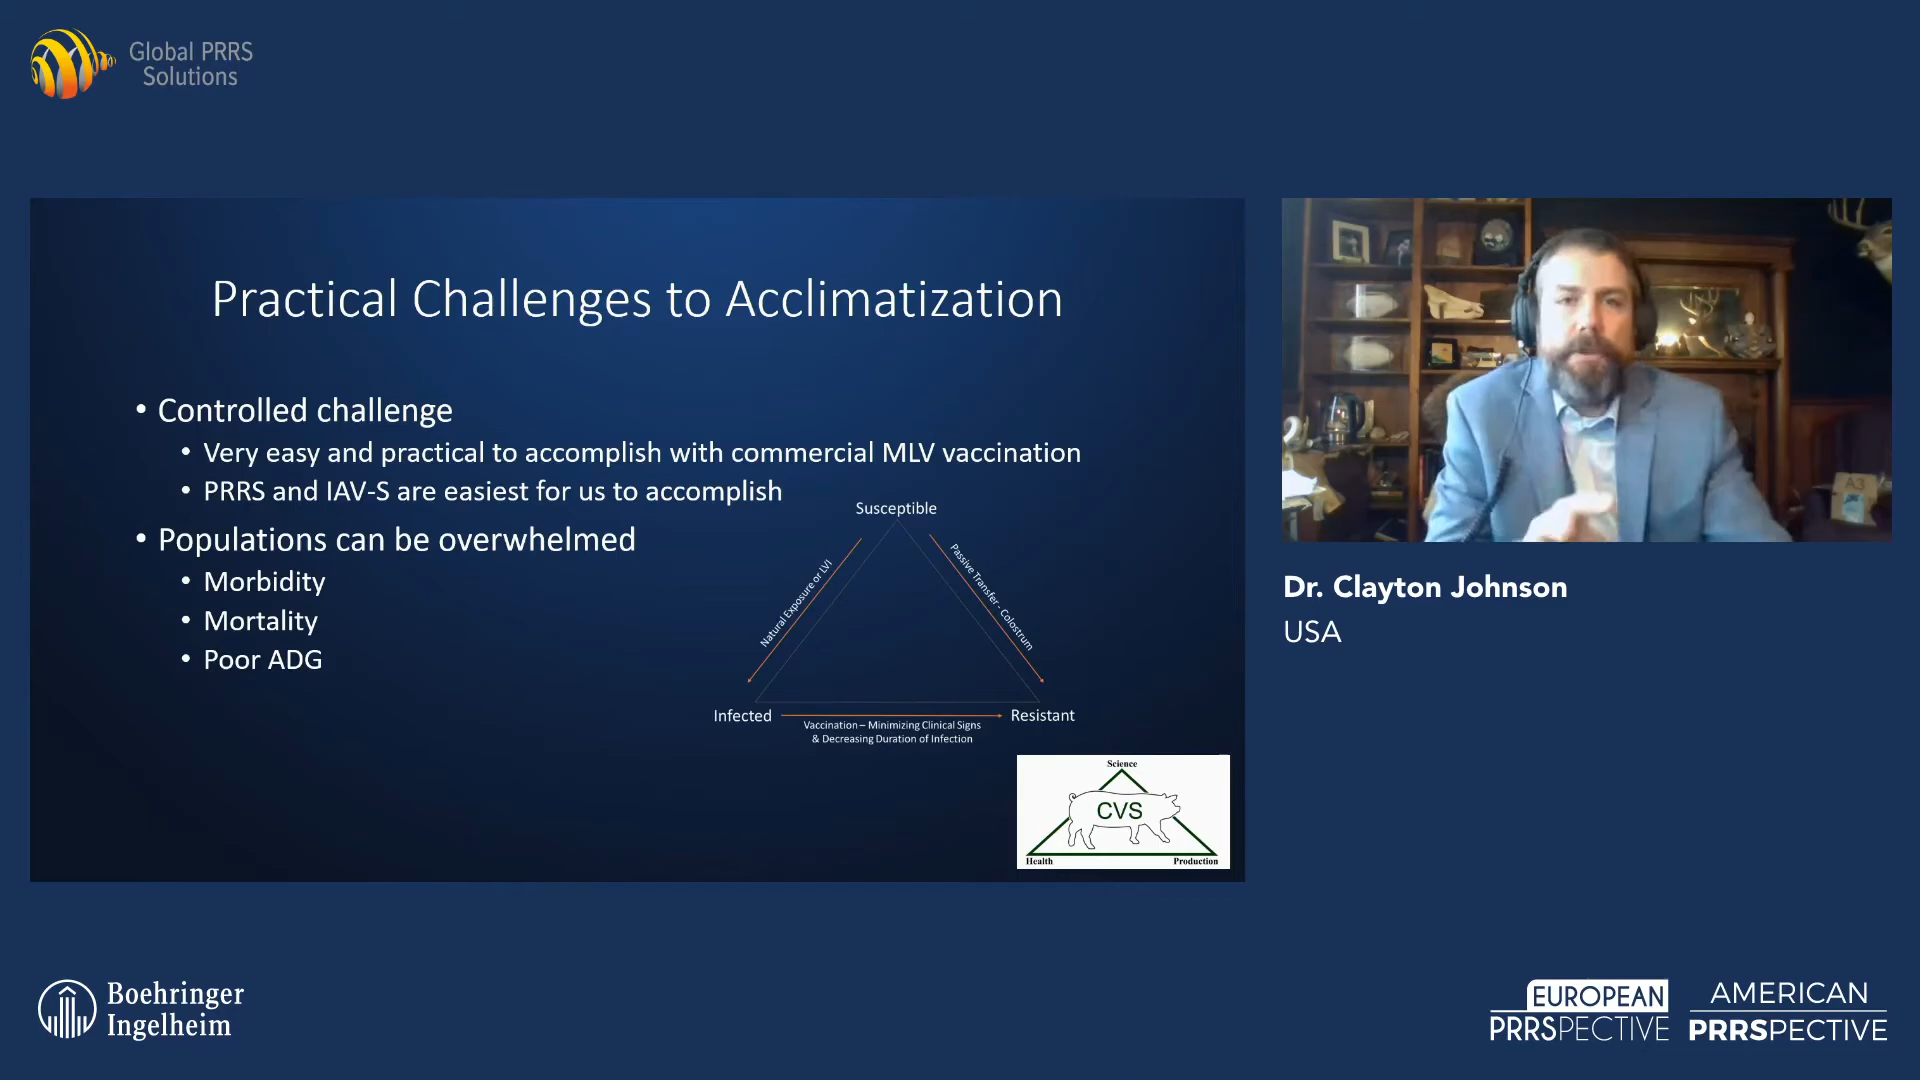 Global PRRS
Solutions
Practical Challenges to Acclimatization
• Controlled challenge
• Very easy and practical to accomplish with commercial MLV vaccination
• PRRS and IAV-S are easiest for us to accomplish
• Populations can be overwhelmed
• Morbidity
• Mortality
• Poor ADG
Susceptible
Natural Exposure or LVI
Passive Transfer - Colostrum
Infected
Resistant
Vaccination – Minimizing Clinical Signs
& Decreasing Duration of Infection
Science
CVS
Health
Production
A3
Dr. Clayton Johnson
USA
Boehringer
Ingelheim
EUROPEAN
PRRSPECTIVE
AMERICAN
PRRSPECTIVE